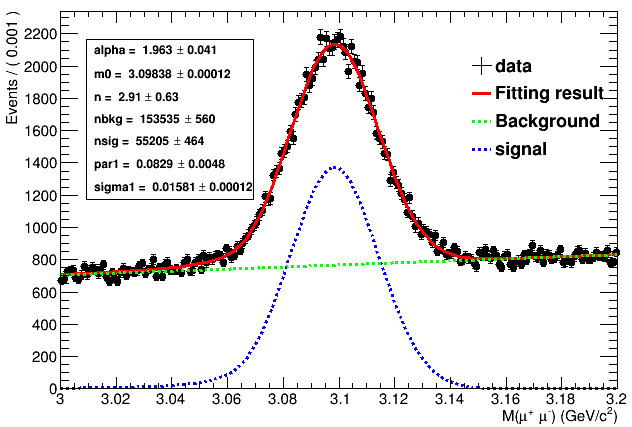 Events / ( 0.001 )
2200
2000
1800
1600
1400
1200
1000
800
600
400
200
0
alpha = 1.963 ± 0.041
m0 = 3.09838 ± 0.00012
n = 2.91 ± 0.63
nbkg = 153535 ± 560
nsig = 55205 ± 464
par1 = 0.0829 ± 0.0048
sigma1 = 0.01581 ± 0.00012
data
Fitting result
Background
signal
3 3.02 3.04 3.06 3.08 3.1 3.12 3.14 3.16 3.18 3.2
M(μ⁺ μ⁻) (GeV/c²)